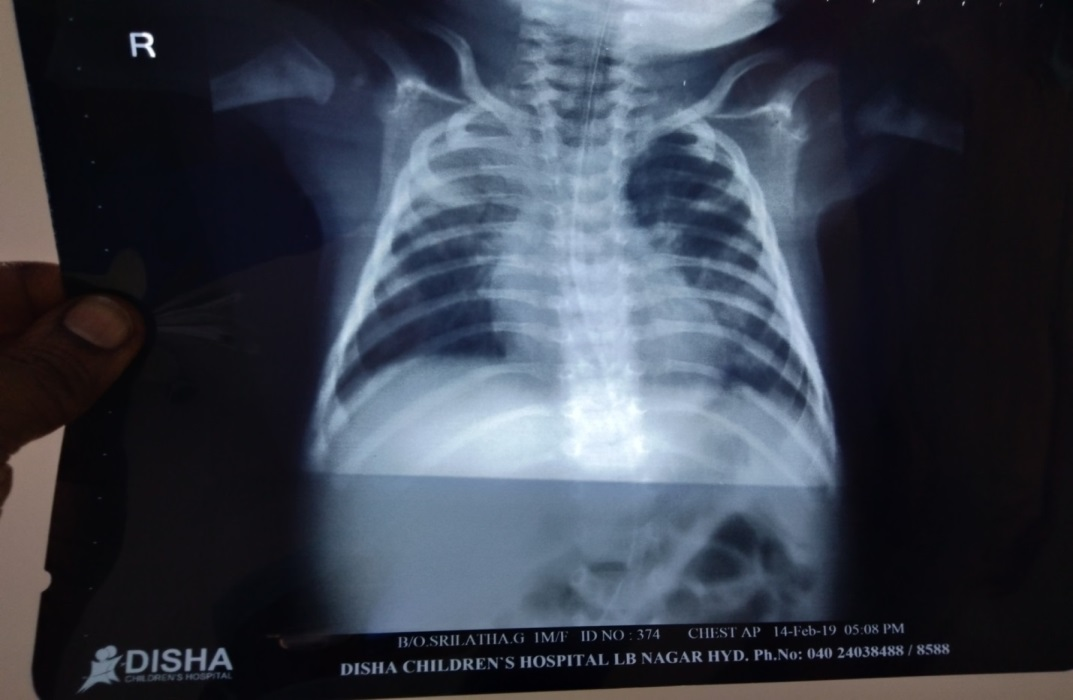 R
B/O.SRILATHA.G 1M/F ID NO : 374 CHEST AP 14-Feb-19 05:08 PM
DISHA CHILDREN`S HOSPITAL LB NAGAR HYD. Ph.No: 040 24038488 / 8588
DISHA
CHILDREN'S HOSPITAL